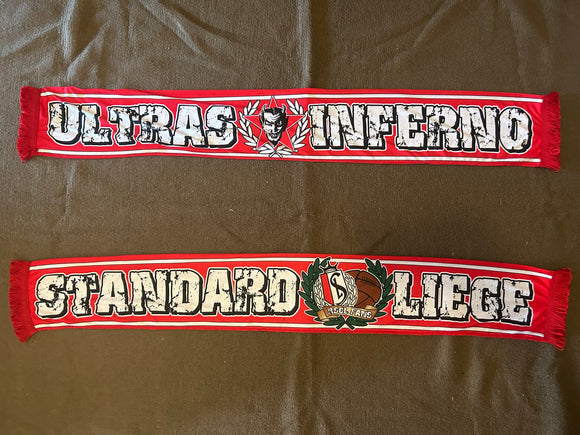 ULTRAS INFERNO
STANDARD LIEGE